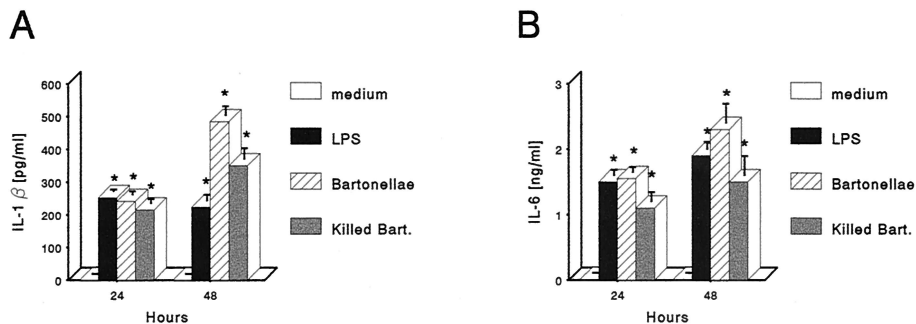 A
IL-1 β [pg/ml]
600
500
400
300
200
100
0
* * *
* * *
24
48
Hours
medium
LPS
Bartonellae
Killed Bart.
B
IL-6 [ng/ml]
3
2
1
0
* * *
* * *
24
48
Hours
medium
LPS
Bartonellae
Killed Bart.